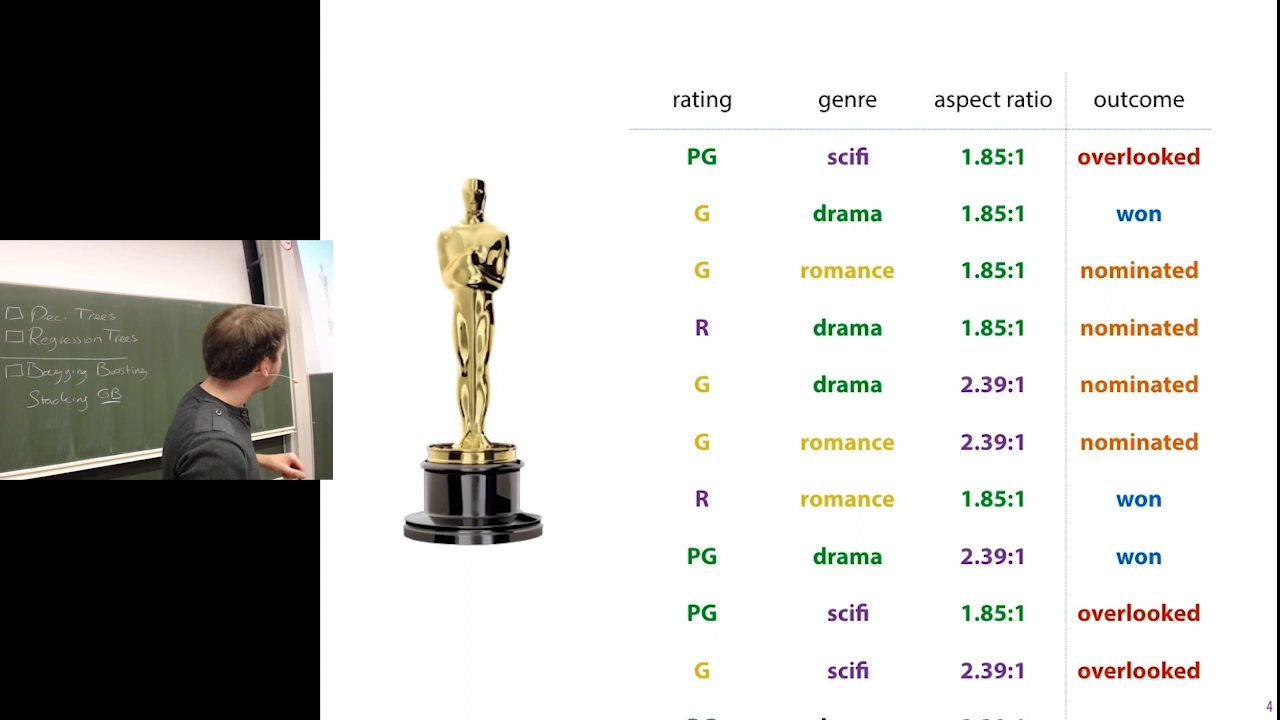 Dec. Trees
Regression Trees
Bagging Boosting
Stacking GB
rating genre aspect ratio outcome
PG scifi 1.85:1 overlooked
G drama 1.85:1 won
G romance 1.85:1 nominated
R drama 1.85:1 nominated
G drama 2.39:1 nominated
G romance 2.39:1 nominated
R romance 1.85:1 won
PG drama 2.39:1 won
PG scifi 1.85:1 overlooked
G scifi 2.39:1 overlooked
4